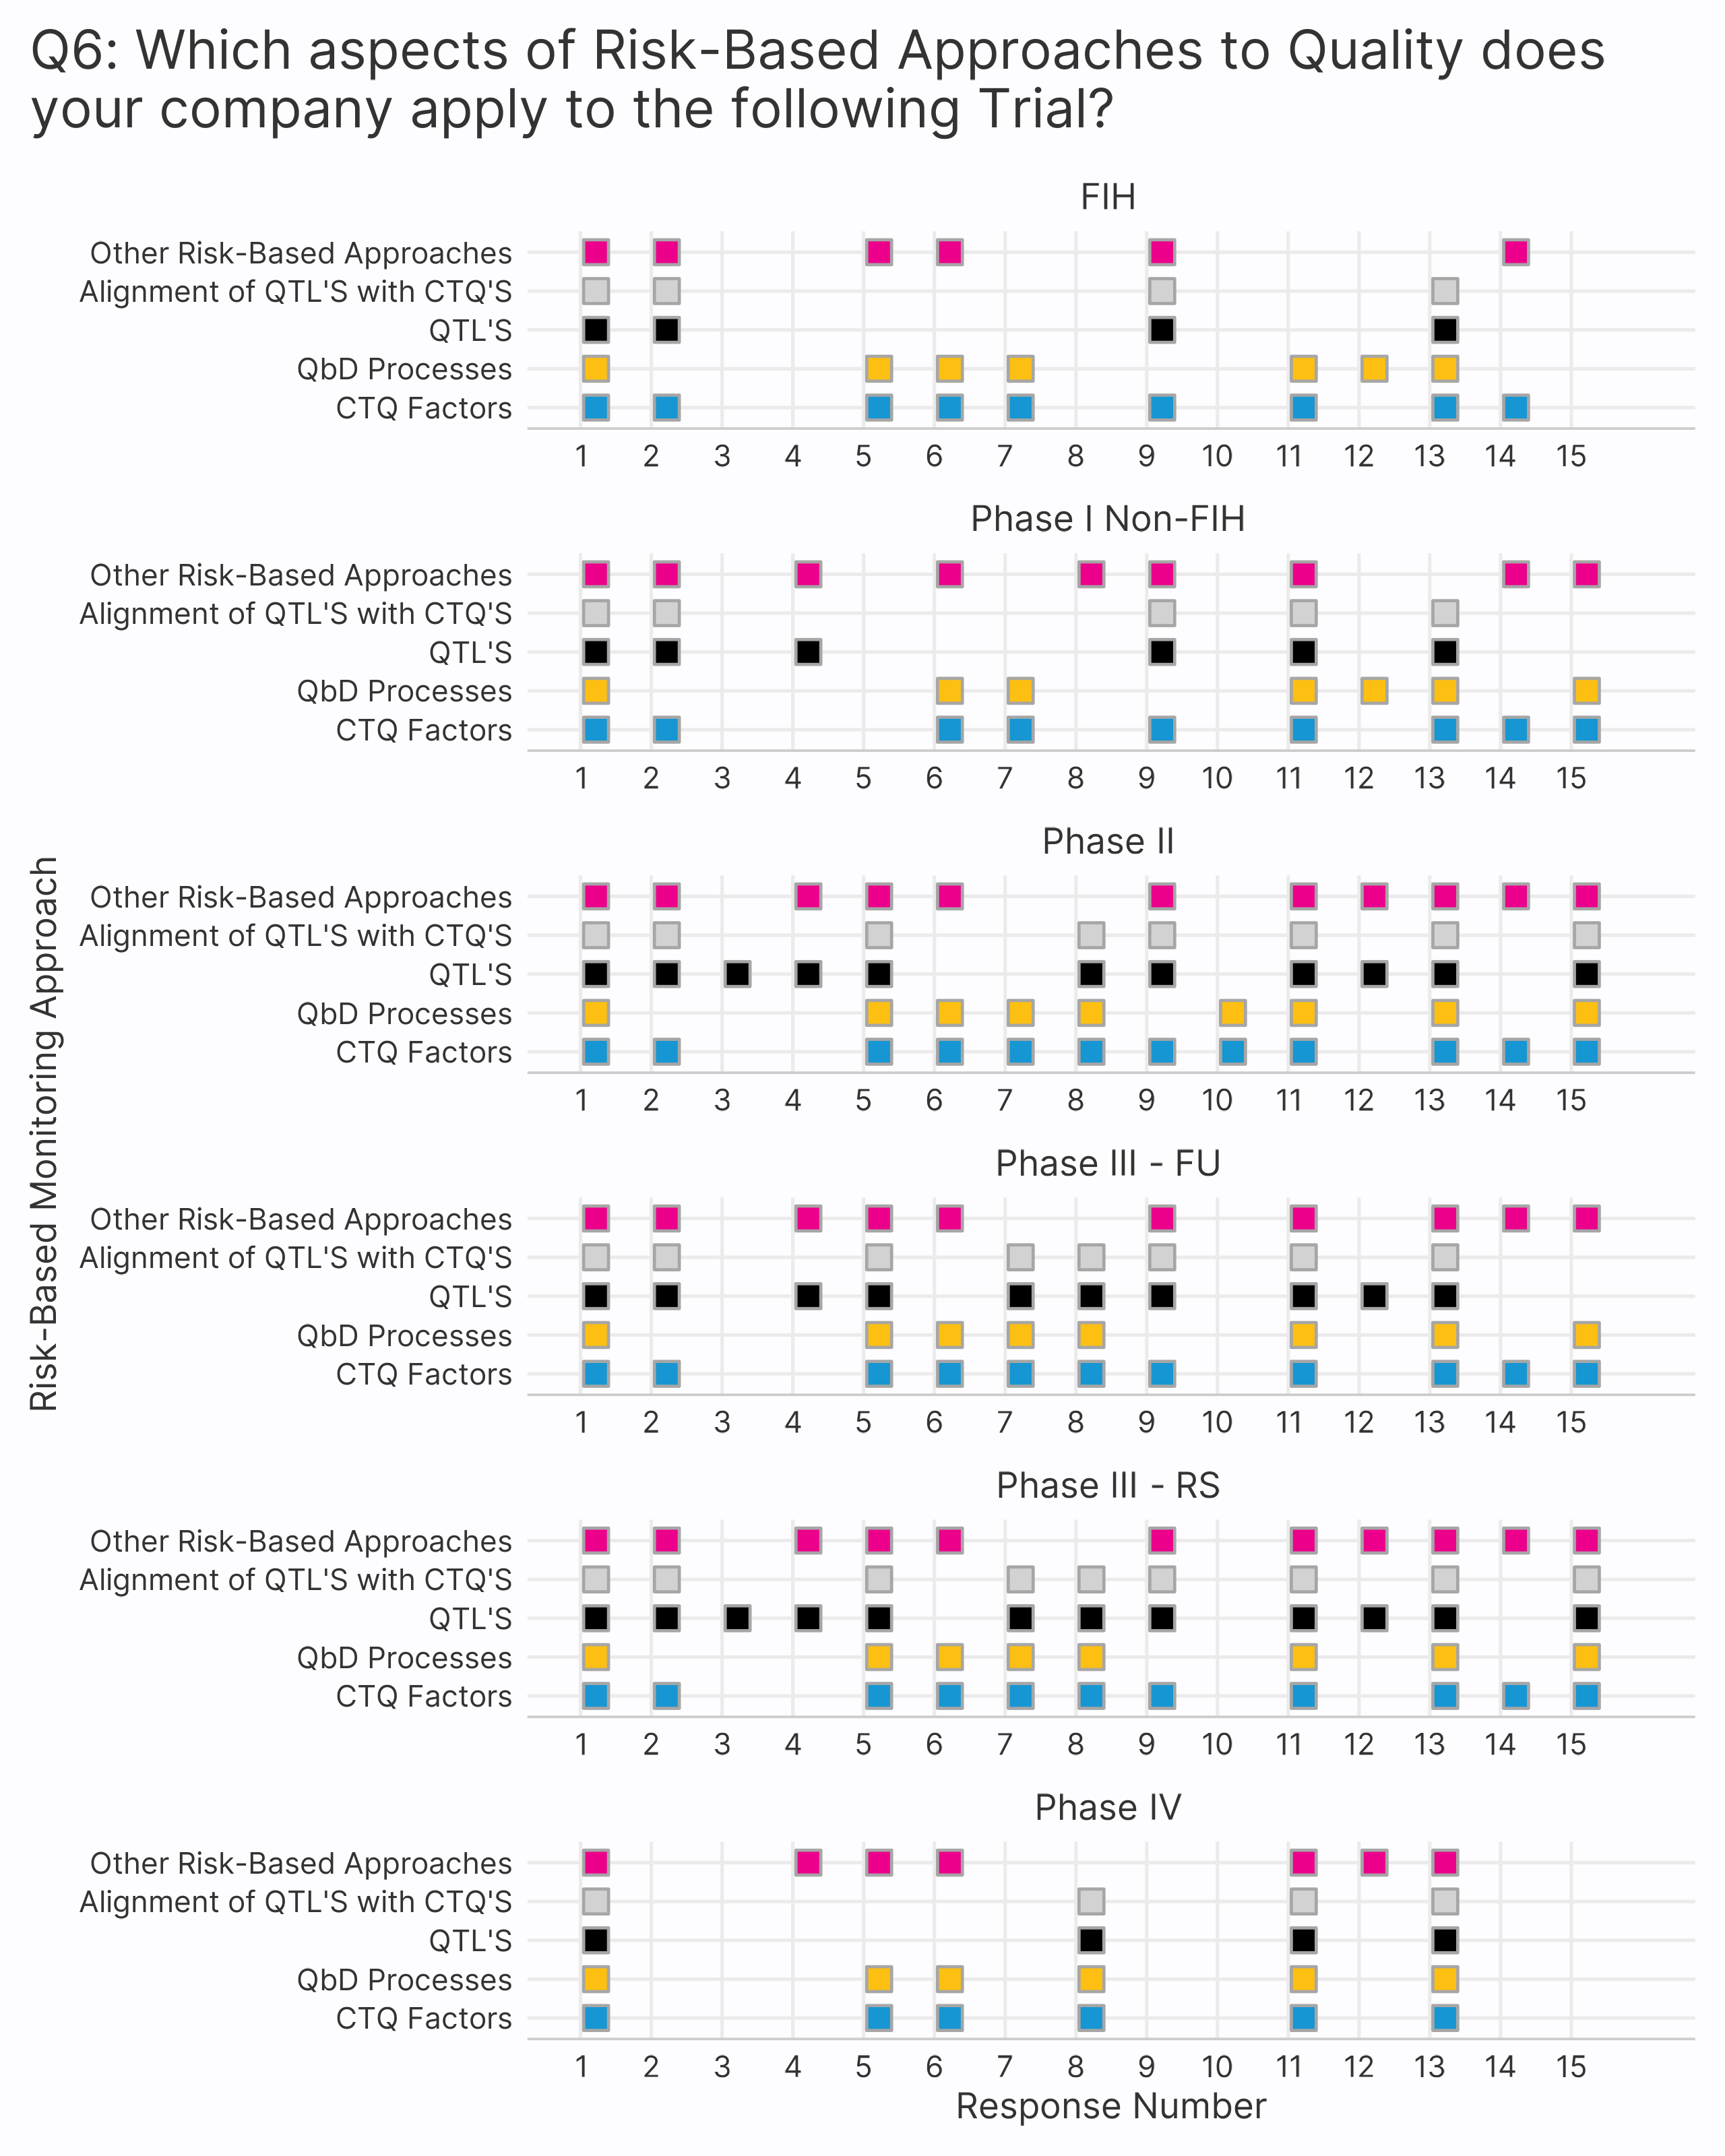 Q6: Which aspects of Risk-Based Approaches to Quality does
your company apply to the following Trial?
Risk-Based Monitoring Approach
FIH
Other Risk-Based Approaches
Alignment of QTL'S with CTQ'S
QTL'S
QbD Processes
CTQ Factors
1 2 3 4 5 6 7 8 9 10 11 12 13 14 15
Phase I Non-FIH
Other Risk-Based Approaches
Alignment of QTL'S with CTQ'S
QTL'S
QbD Processes
CTQ Factors
1 2 3 4 5 6 7 8 9 10 11 12 13 14 15
Phase II
Other Risk-Based Approaches
Alignment of QTL'S with CTQ'S
QTL'S
QbD Processes
CTQ Factors
1 2 3 4 5 6 7 8 9 10 11 12 13 14 15
Phase III - FU
Other Risk-Based Approaches
Alignment of QTL'S with CTQ'S
QTL'S
QbD Processes
CTQ Factors
1 2 3 4 5 6 7 8 9 10 11 12 13 14 15
Phase III - RS
Other Risk-Based Approaches
Alignment of QTL'S with CTQ'S
QTL'S
QbD Processes
CTQ Factors
1 2 3 4 5 6 7 8 9 10 11 12 13 14 15
Phase IV
Other Risk-Based Approaches
Alignment of QTL'S with CTQ'S
QTL'S
QbD Processes
CTQ Factors
1 2 3 4 5 6 7 8 9 10 11 12 13 14 15
Response Number